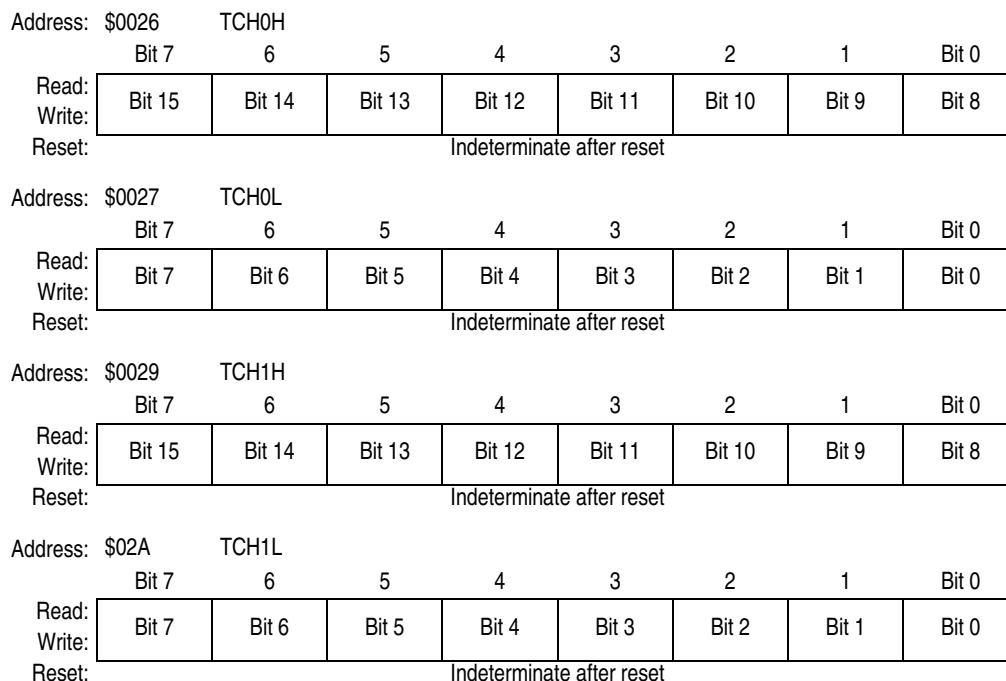 Address: $0026 TCH0H
Bit 7 6 5 4 3 2 1 Bit 0
Read:
Bit 15 Bit 14 Bit 13 Bit 12 Bit 11 Bit 10 Bit 9 Bit 8
Write:
Reset: Indeterminate after reset
Address: $0027 TCH0L
Bit 7 6 5 4 3 2 1 Bit 0
Read:
Bit 7 Bit 6 Bit 5 Bit 4 Bit 3 Bit 2 Bit 1 Bit 0
Write:
Reset: Indeterminate after reset
Address: $0029 TCH1H
Bit 7 6 5 4 3 2 1 Bit 0
Read:
Bit 15 Bit 14 Bit 13 Bit 12 Bit 11 Bit 10 Bit 9 Bit 8
Write:
Reset: Indeterminate after reset
Address: $02A TCH1L
Bit 7 6 5 4 3 2 1 Bit 0
Read:
Bit 7 Bit 6 Bit 5 Bit 4 Bit 3 Bit 2 Bit 1 Bit 0
Write:
Reset: Indeterminate after reset